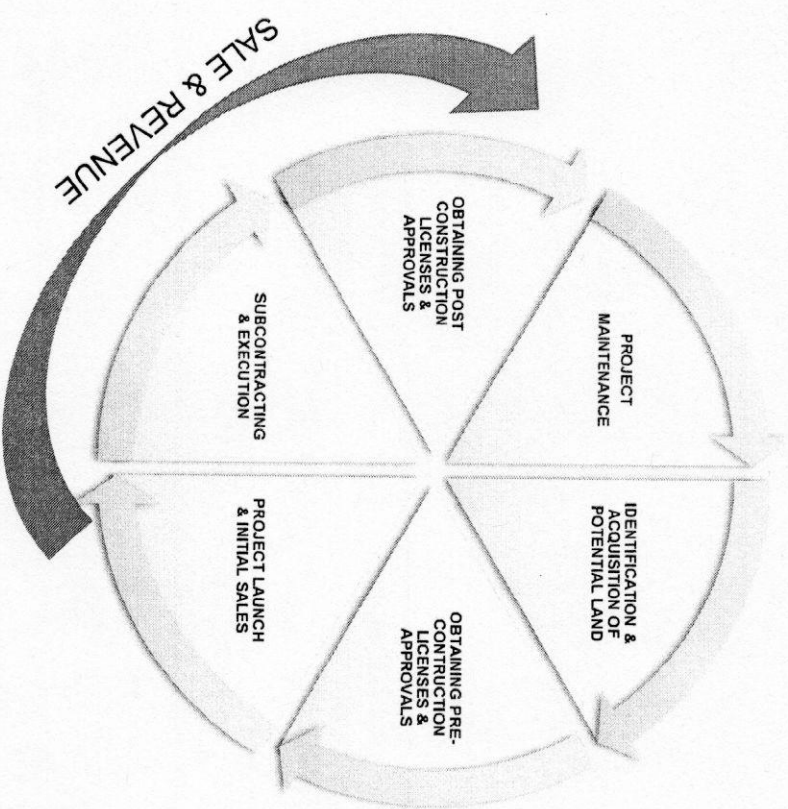 IDENTIFICATION &
ACQUISITION OF
POTENTIAL LAND
OBTAINING PRE-
CONTRUCTION
LICENSES &
APPROVALS
PROJECT LAUNCH
& INITIAL SALES
SUBCONTRACTING
& EXECUTION
OBTAINING POST
CONSTRUCTION
LICENSES &
APPROVALS
PROJECT
MAINTENANCE
SALE & REVENUE